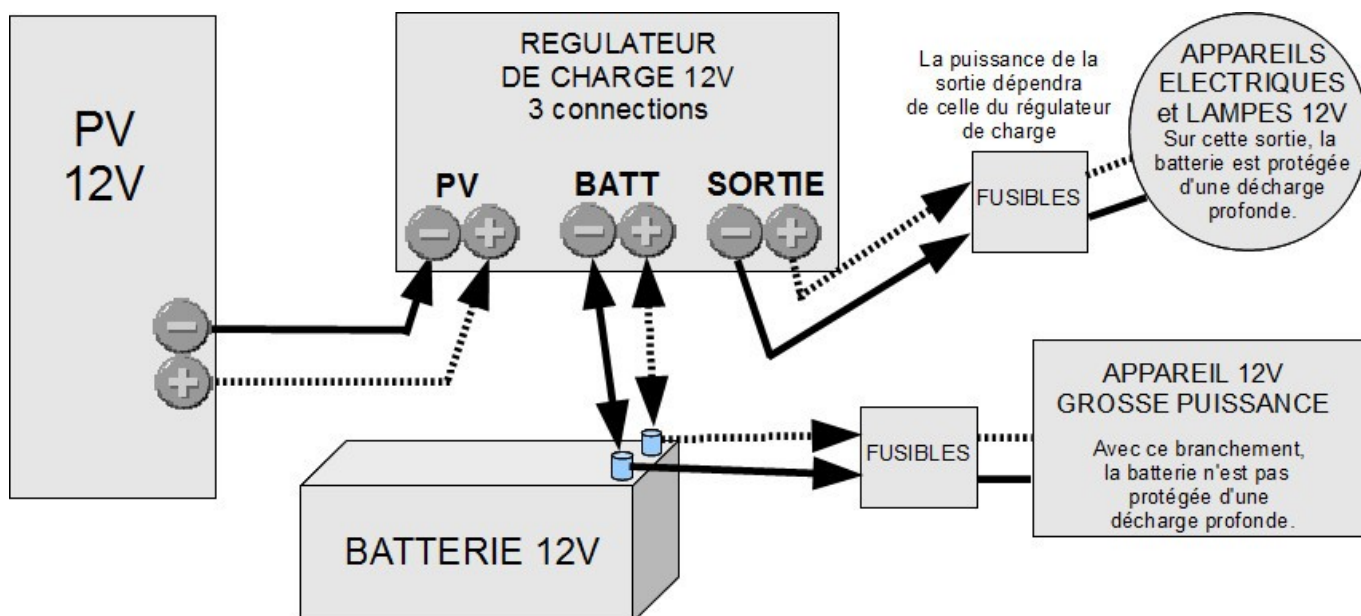 PV
12V
REGULATEUR
DE CHARGE 12V
3 connections
PV
BATT
SORTIE
La puissance de la
sortie dépendra
de celle du régulateur
de charge
FUSIBLES
APPAREILS
ELECTRIQUES
et LAMPES 12V
Sur cette sortie, la
batterie est protégée
d'une décharge
profonde.
BATTERIE 12V
FUSIBLES
APPAREIL 12V
GROSSE PUISSANCE
Avec ce branchement,
la batterie n'est pas
protégée d'une
décharge profonde.